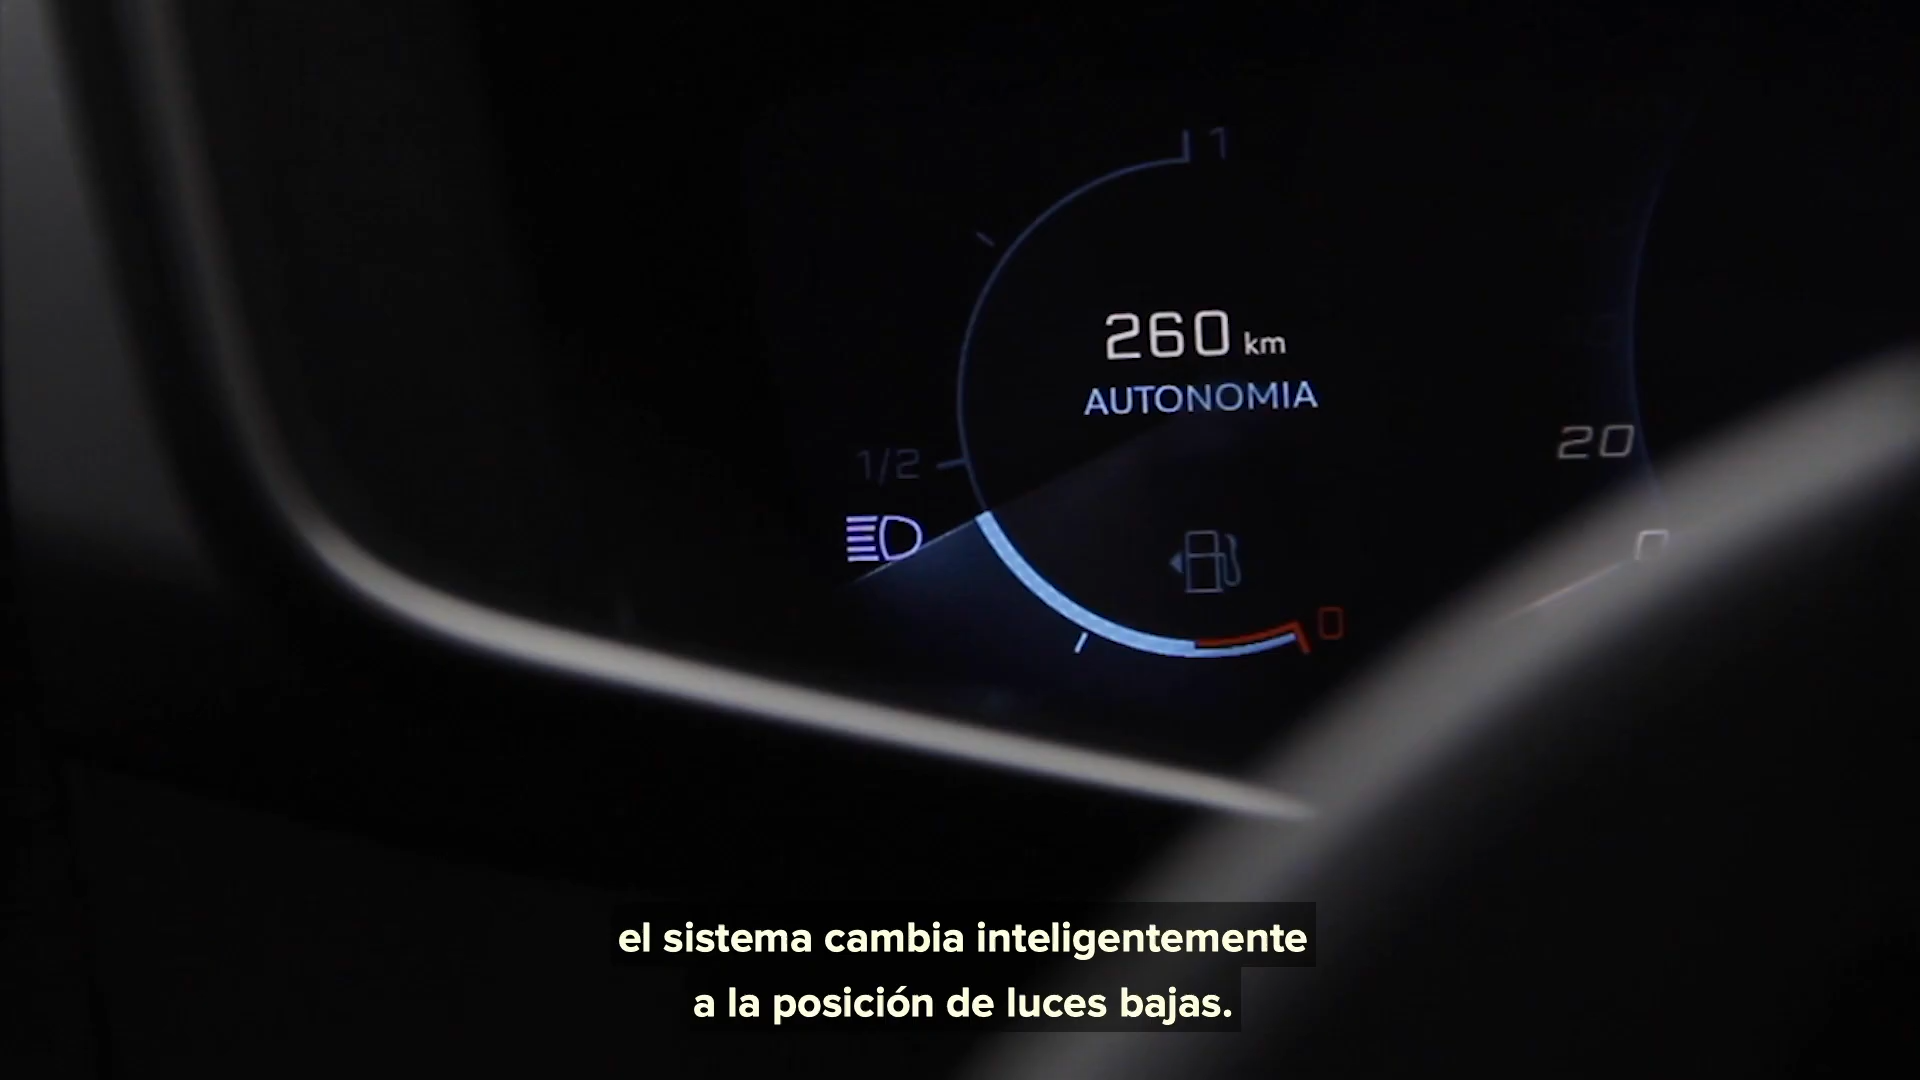 1
260 km
AUTONOMIA
1/2
20
0
0
el sistema cambia inteligentemente
a la posición de luces bajas.